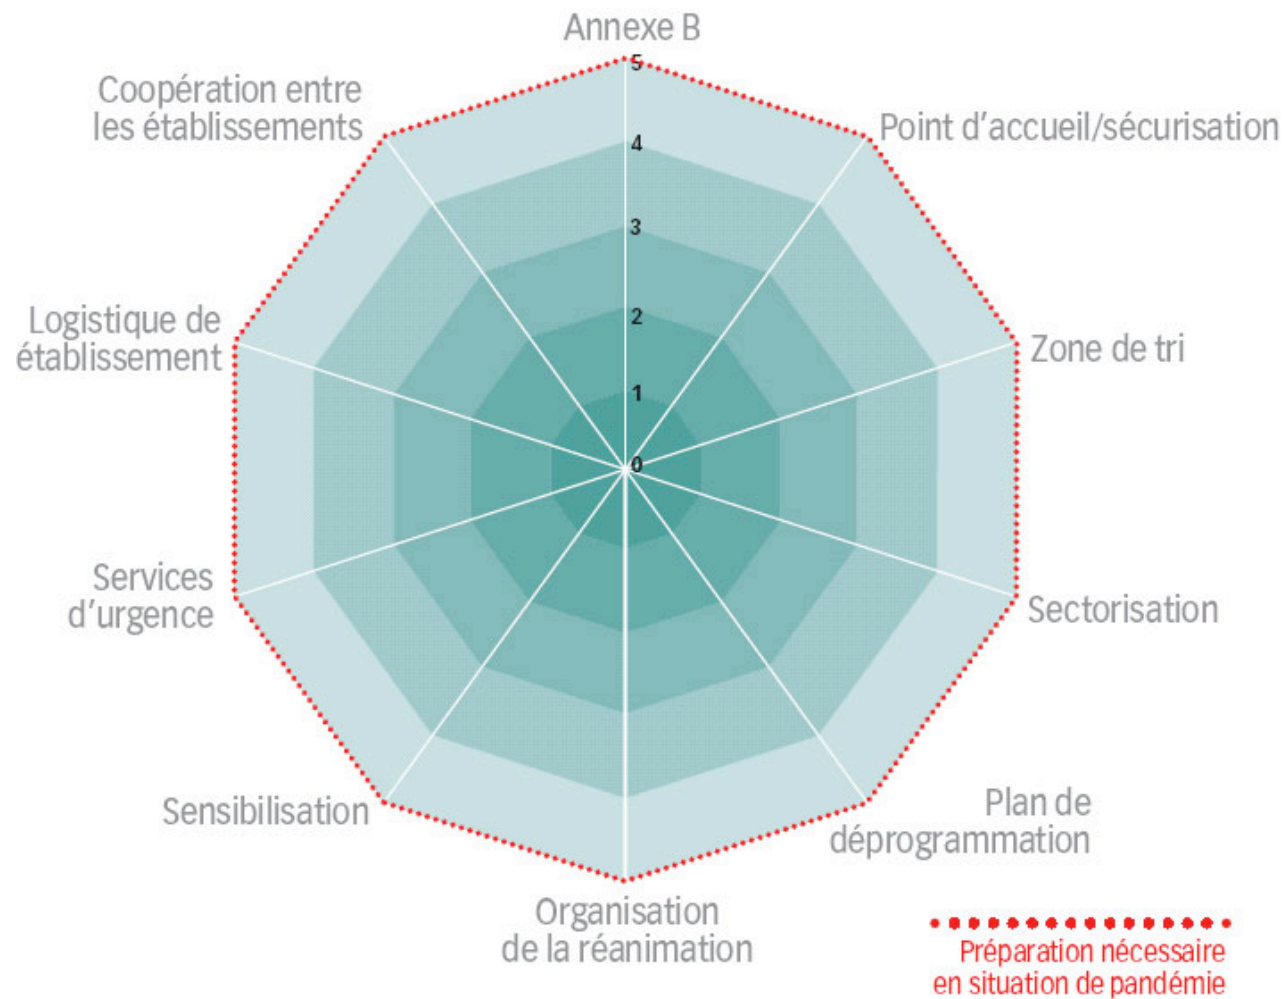 Annexe B
Coopération entre
les établissements
Point d'accueil/sécurisation
5
4
3
2
1
0
Logistique de
établissement
Zone de tri
Services
d'urgence
Sectorisation
Sensibilisation
Plan de
déprogrammation
Organisation
de la réanimation
Préparation nécessaire
en situation de pandémie